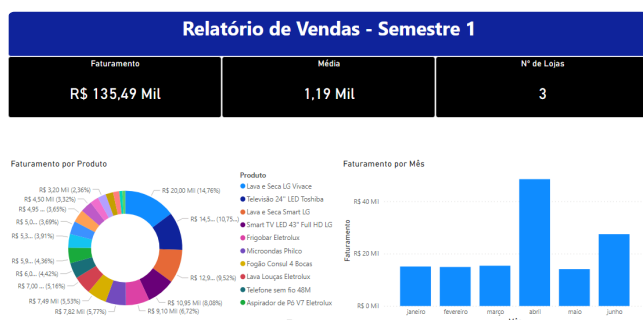 Relatório de Vendas - Semestre 1
Faturamento
Média
Nº de Lojas
R$ 135,49 Mil
1,19 Mil
3
Faturamento por Produto
R$ 3,20 Mil (2,36%)
R$ 4,50 Mil (3,32%)
R$ 4,95 ... (3,65%)
R$ 5,0... (3,69%)
R$ 5,3... (3,91%)
R$ 5,9... (4,36%)
R$ 6,0... (4,42%)
R$ 7,00 ... (5,16%)
R$ 7,49 Mil (5,53%)
R$ 7,82 Mil (5,77%)
R$ 9,10 Mil (6,72%)
R$ 10,95 Mil (8,08%)
R$ 12,9... (9,52%)
R$ 14,5... (10,75...)
R$ 20,00 Mil (14,76%)
Produto
Lava e Seca LG Vivace
Televisão 24" LED Toshiba
Lava e Seca Smart LG
Smart TV LED 43" Full HD LG
Frigobar Eletrolux
Microondas Philco
Fogão Consul 4 Bocas
Lava Louças Eletrolux
Telefone sem fio 48M
Aspirador de Pó V7 Eletrolux
Faturamento por Mês
Faturamento
R$ 40 Mil
R$ 20 Mil
R$ 0 Mil
janeiro fevereiro março abril maio junho